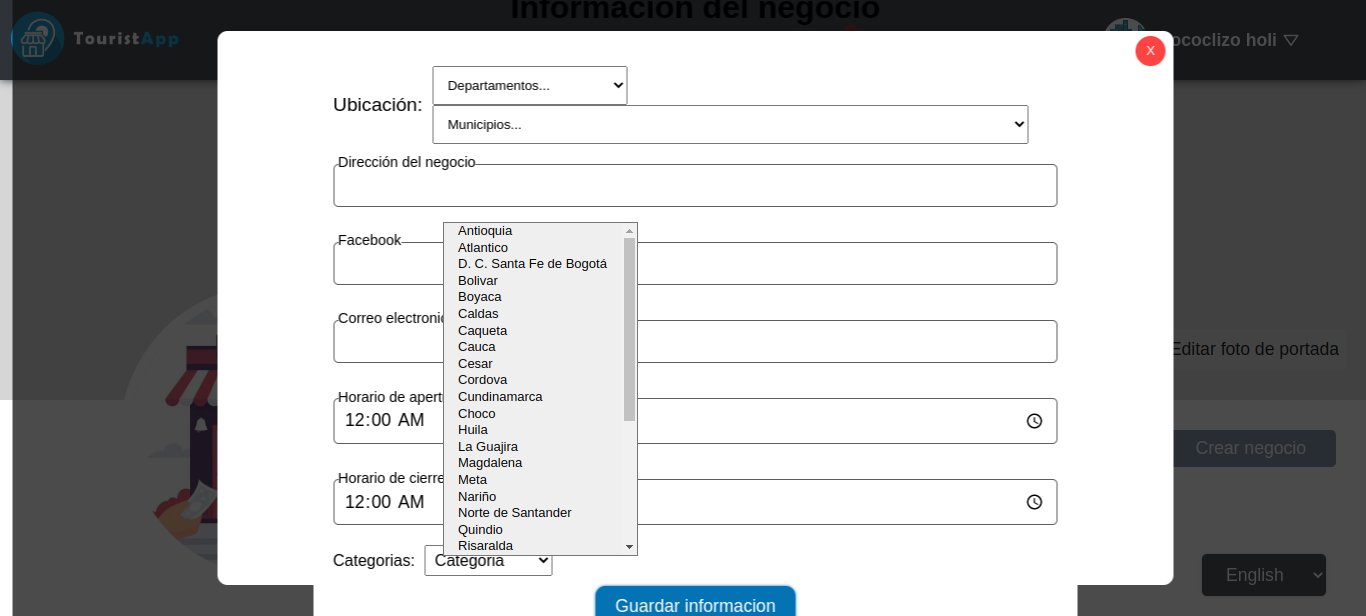 Informacion del negocio
TouristApp
ococlizo holi
X
Departamentos...
Ubicación:
Municipios...
Dirección del negocio
Facebook
Antioquia
Atlantico
D. C. Santa Fe de Bogotá
Bolivar
Boyaca
Caldas
Caqueta
Cauca
Cesar
Cordova
Cundinamarca
Choco
Huila
La Guajira
Magdalena
Meta
Nariño
Norte de Santander
Quindio
Risaralda
Correo electroni
Editar foto de portada
Horario de apert
12:00 AM
Crear negocio
Horario de cierre
12:00 AM
Categorias:
Categoria
English
Guardar informacion